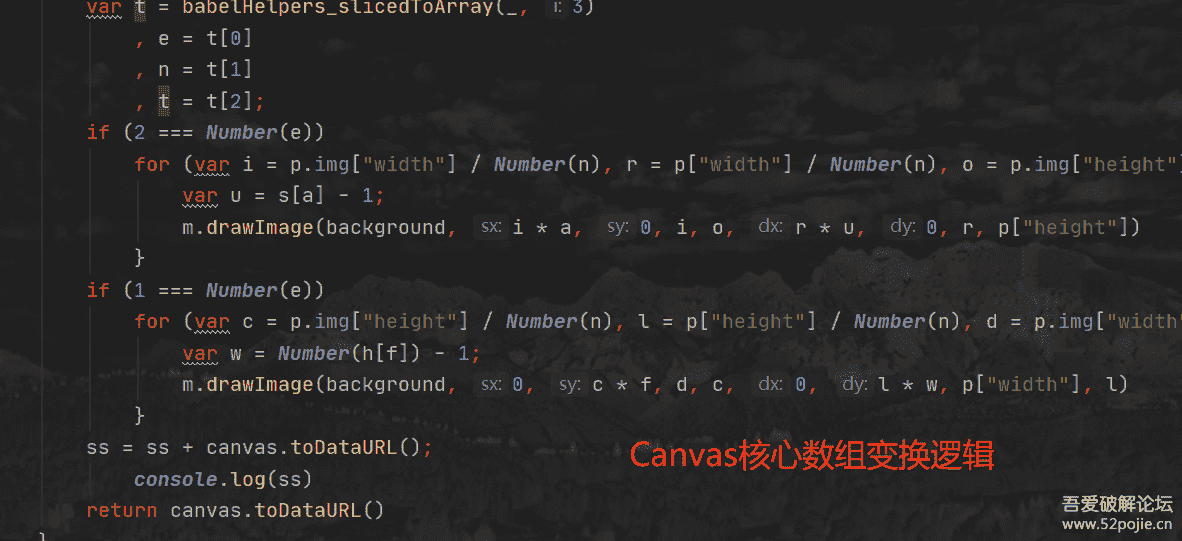 var t = babelHelpers_slicedToArray(_, i: 3)
, e = t[0]
, n = t[1]
, t = t[2];
if (2 === Number(e))
for (var i = p.img["width"] / Number(n), r = p["width"] / Number(n), o = p.img["height"]
var u = s[a] - 1;
m.drawImage(background, sx: i * a, sy: 0, i, o, dx: r * u, dy: 0, r, p["height"])
}
if (1 === Number(e))
for (var c = p.img["height"] / Number(n), l = p["height"] / Number(n), d = p.img["width"
var w = Number(h[f]) - 1;
m.drawImage(background, sx: 0, sy: c * f, d, c, dx: 0, dy: l * w, p["width"], l)
}
ss = ss + canvas.toDataURL();
Canvas核心数组变换逻辑
console.log(ss)
return canvas.toDataURL()
}
吾爱破解论坛
www.52pojie.cn